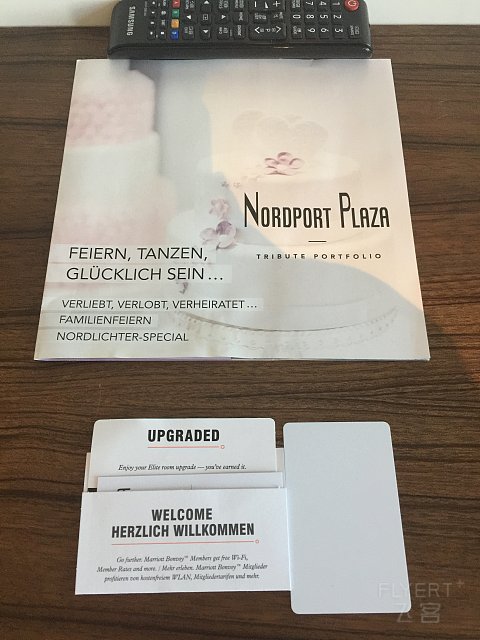 SAMSUNG
NORDPORT PLAZA
TRIBUTE PORTFOLIO
FEIERN, TANZEN,
GLÜCKLICH SEIN...
VERLIEBT, VERLOBT, VERHEIRATET...
FAMILIENFEIERN
NORDLICHTER-SPECIAL
UPGRADED
Enjoy your Elite room upgrade — you've earned it.
WELCOME
HERZLICH WILLKOMMEN
Go further. Marriott Bonvoy™ Members get free Wi-Fi,
Member Rates and more. / Mehr erleben. Marriott Bonvoy™ Mitglieder
profitieren von kostenfreiem WLAN, Mitgliedertarifen und mehr.
FLYERT+
飞客